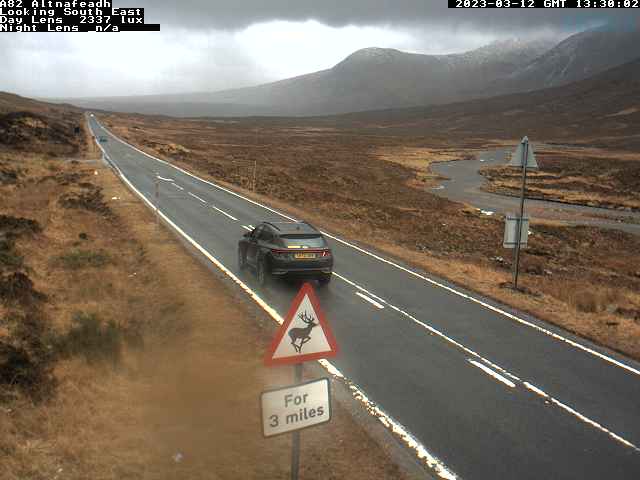 A82 Altnafeadh
Looking South East
Day Lens 2337 lux
Night Lens n/a
2023-03-12 GMT 13:30:02
For
3 miles